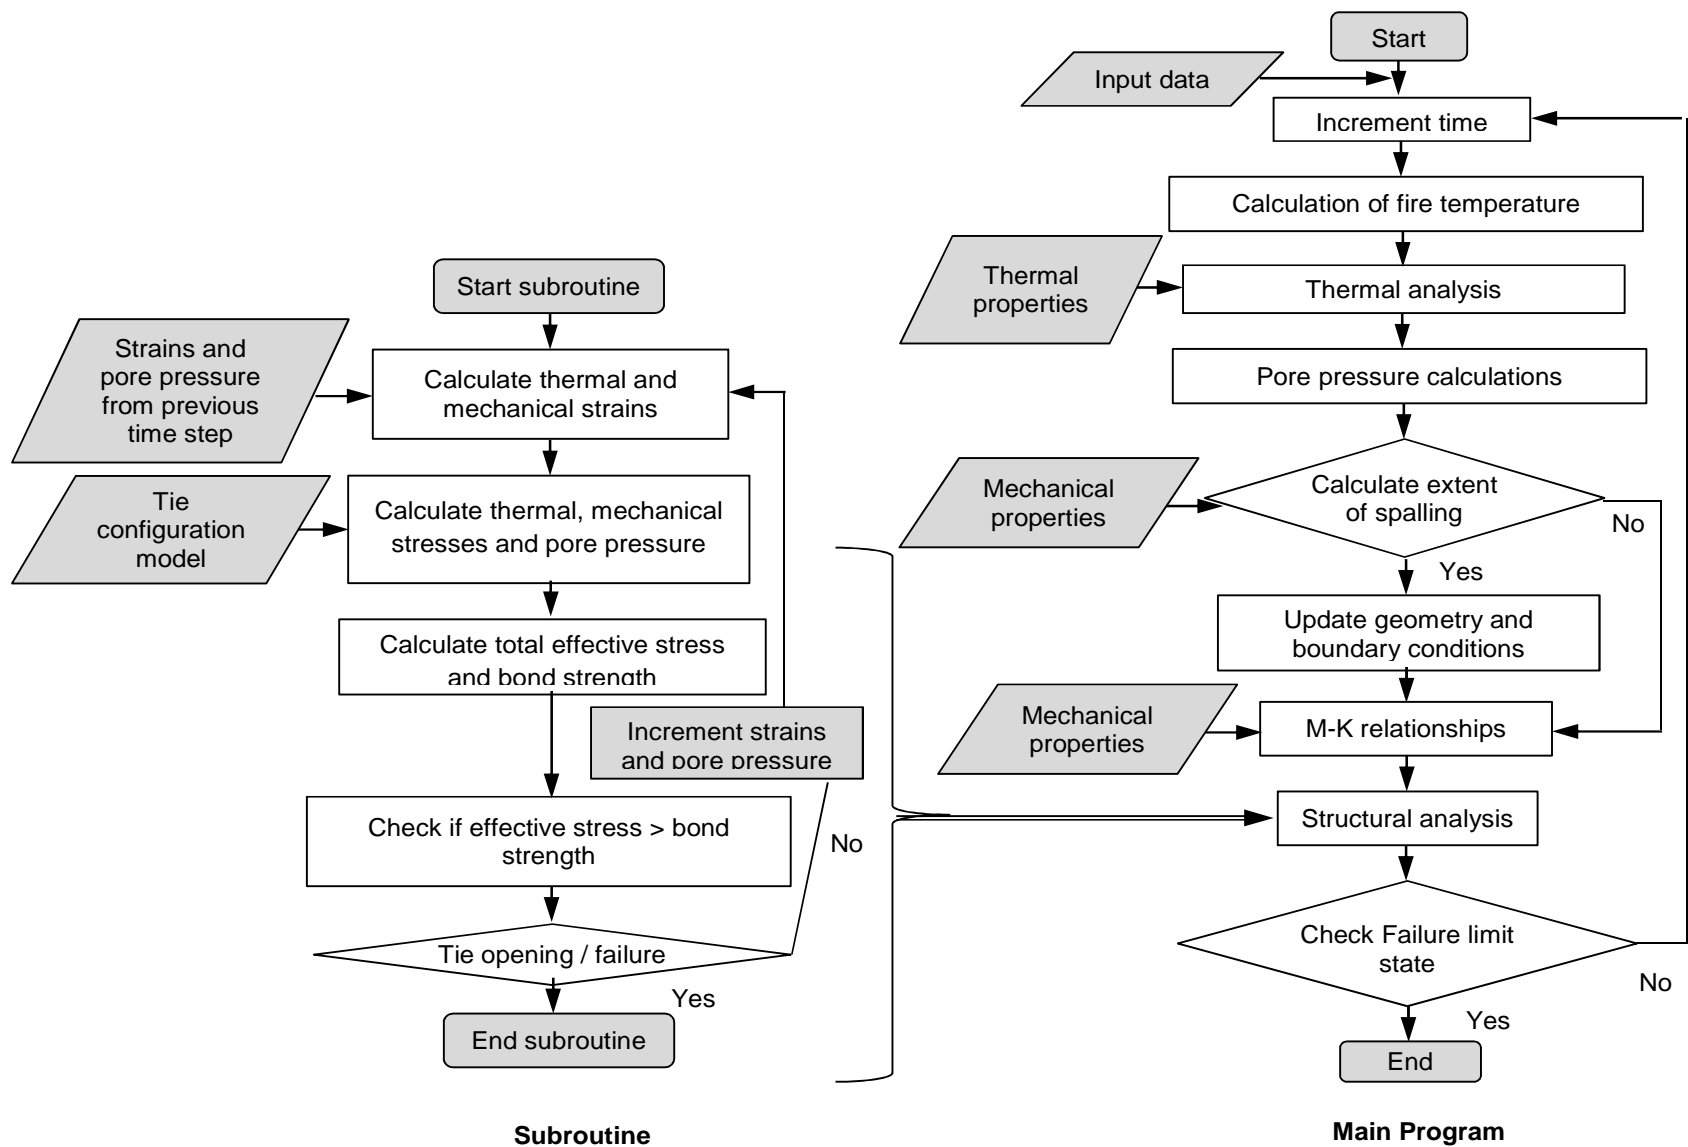 Start
Input data
Increment time
Calculation of fire temperature
Thermal
properties
Thermal analysis
Pore pressure calculations
Mechanical
properties
Calculate extent
of spalling
No
Yes
Update geometry and
boundary conditions
Mechanical
properties
M-K relationships
Structural analysis
Check Failure limit
state
No
Yes
End
Main Program
Start subroutine
Strains and
pore pressure
from previous
time step
Calculate thermal and
mechanical strains
Tie
configuration
model
Calculate thermal, mechanical
stresses and pore pressure
Calculate total effective stress
and bond strength
Increment strains
and pore pressure
Check if effective stress > bond
strength
No
Tie opening / failure
Yes
End subroutine
Subroutine